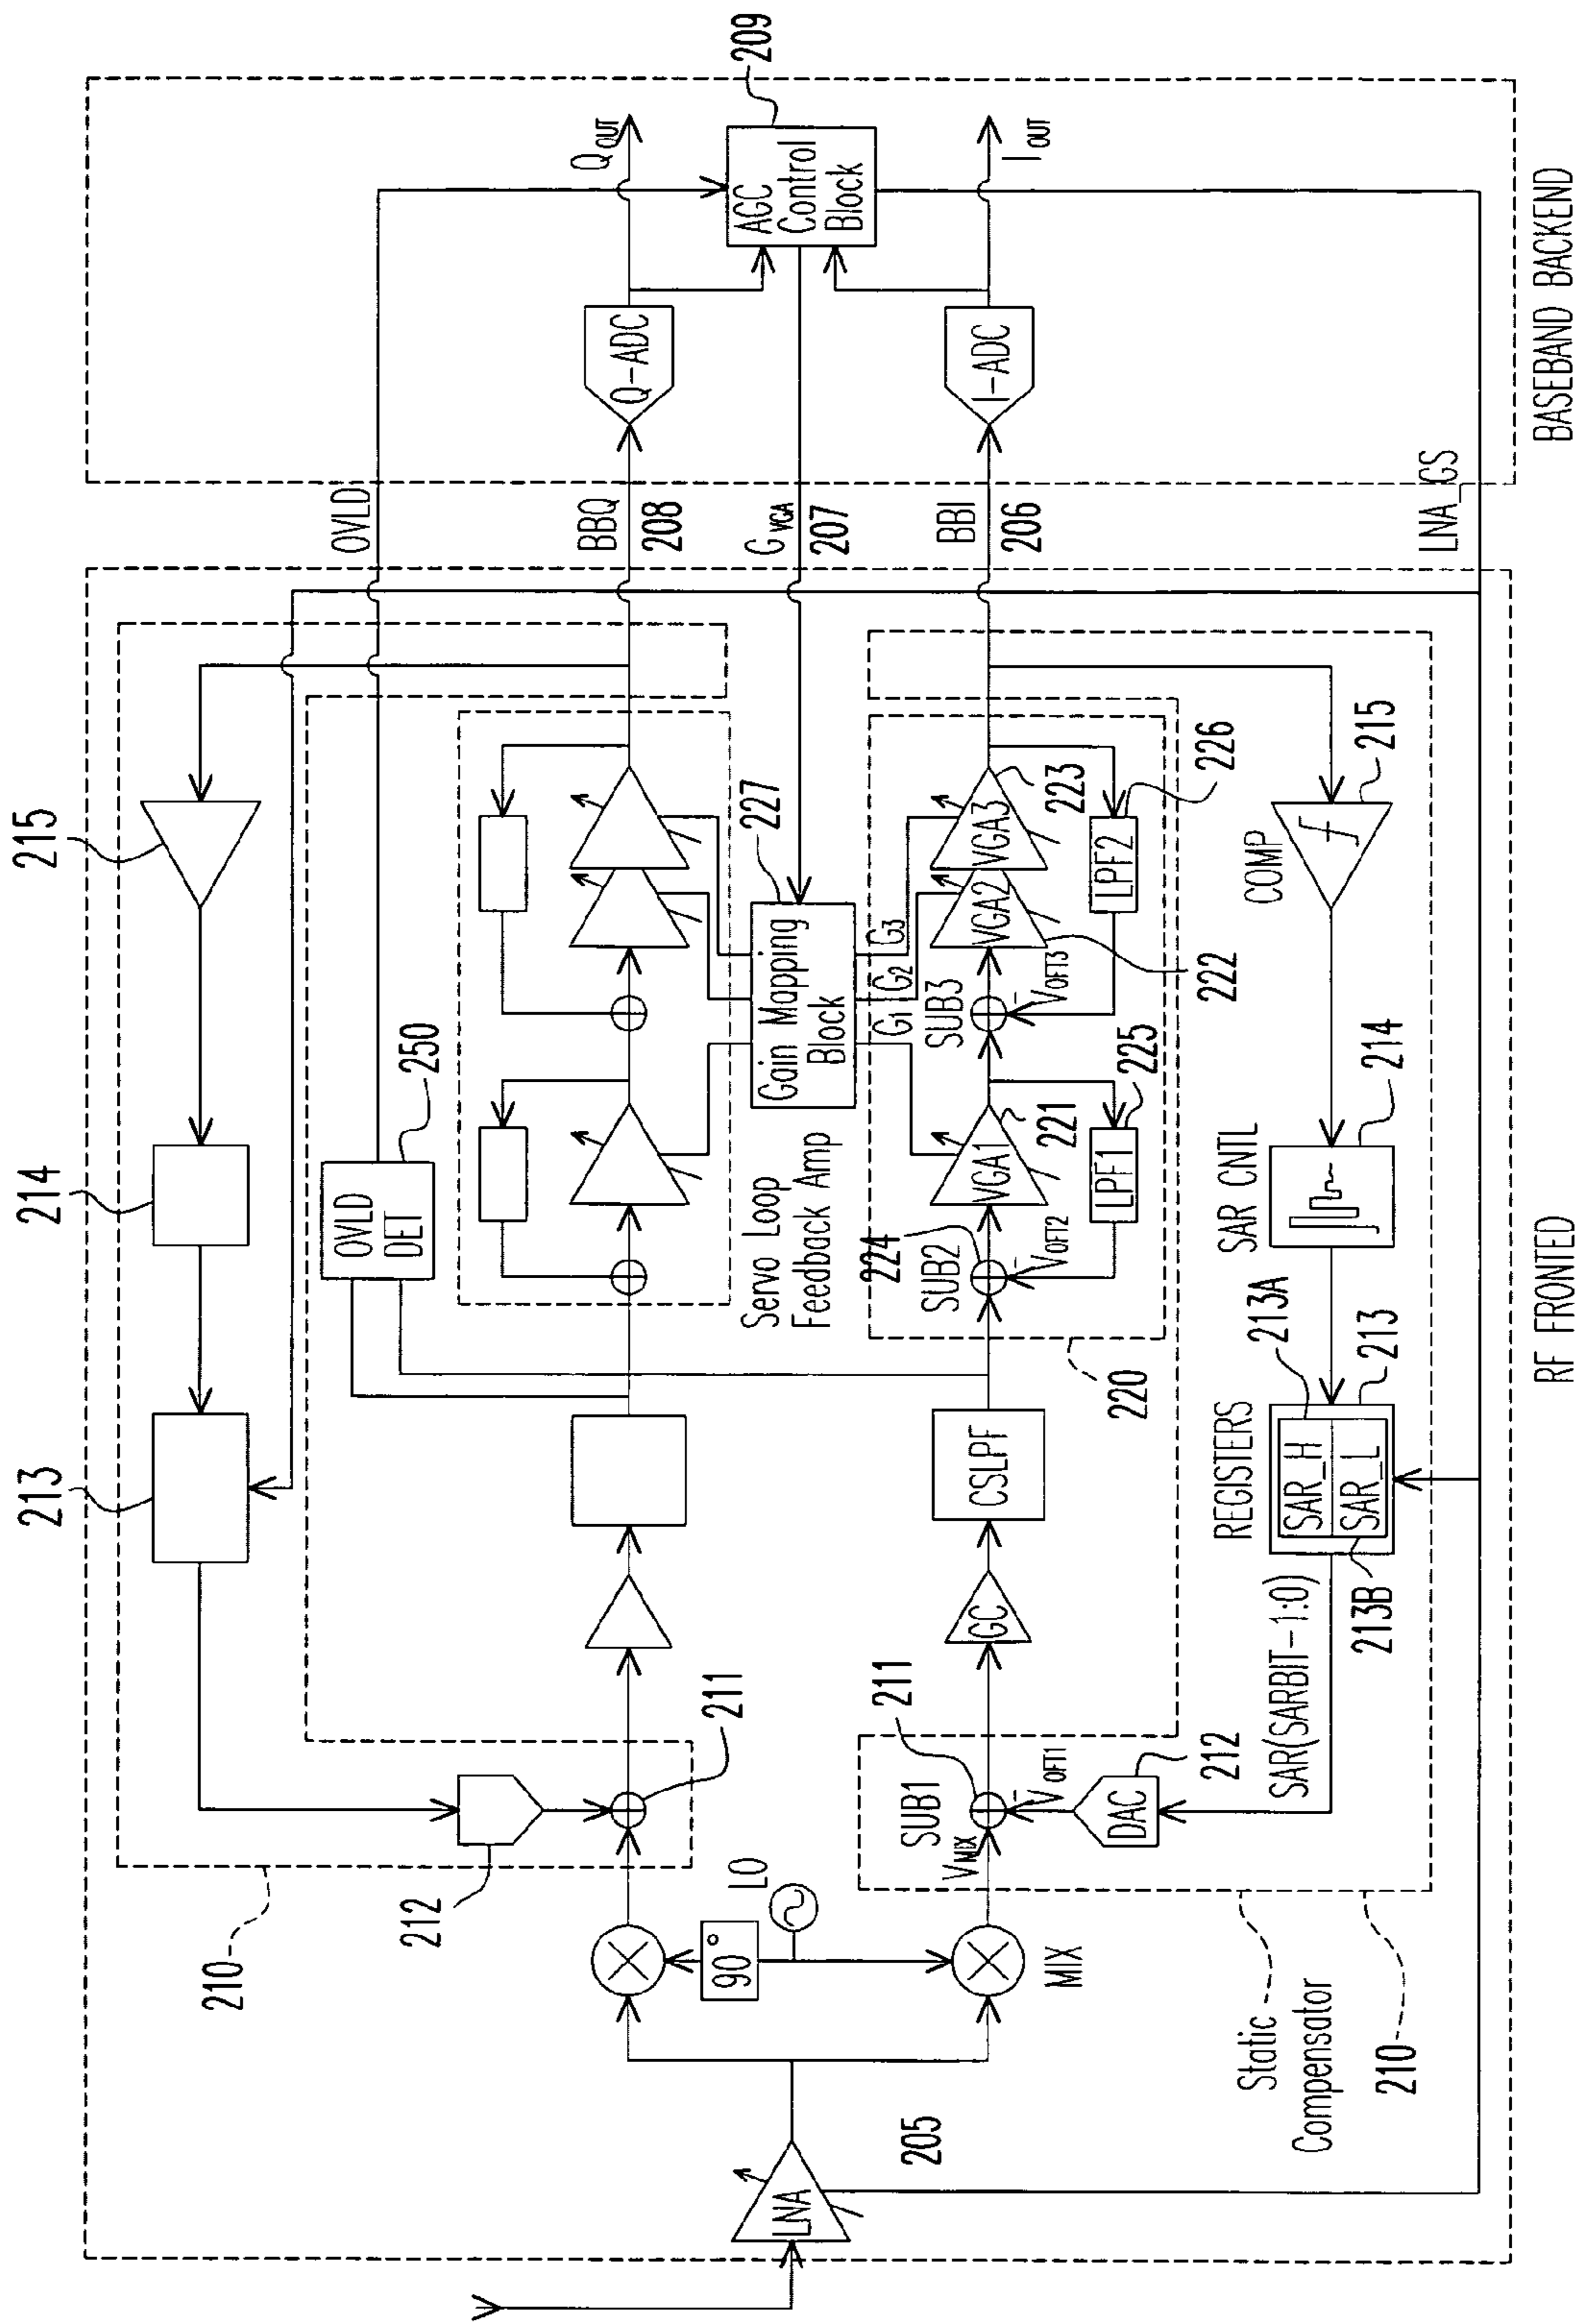 215
214
213
OVLD
BBQ
208
G VGA
207
BBI
206
LNA_GS
Q OUT
209
AGC
Control
Block
I OUT
Q-ADC
I-ADC
BASEBAND BACKEND
OVLD
DET
250
227
Gain Mapping
Block
Servo Loop
Feedback Amp
G1
G2
G3
224
SUB2
SUB3
VGA1
221
VGA2
222
VGA3
223
-
VOFT2
-
VOFT3
LPF1
225
LPF2
226
220
CSLPF
GC
211
211
SUB1
VMIX
-
VOFT1
DAC
212
212
210
LO
90°
MIX
LNA
205
Static
Compensator
210
REGISTERS
SAR_H
SAR_L
213A
213
213B
SAR(SARBIT-1:0)
SAR CNTL
214
COMP
215
RF FRONTED